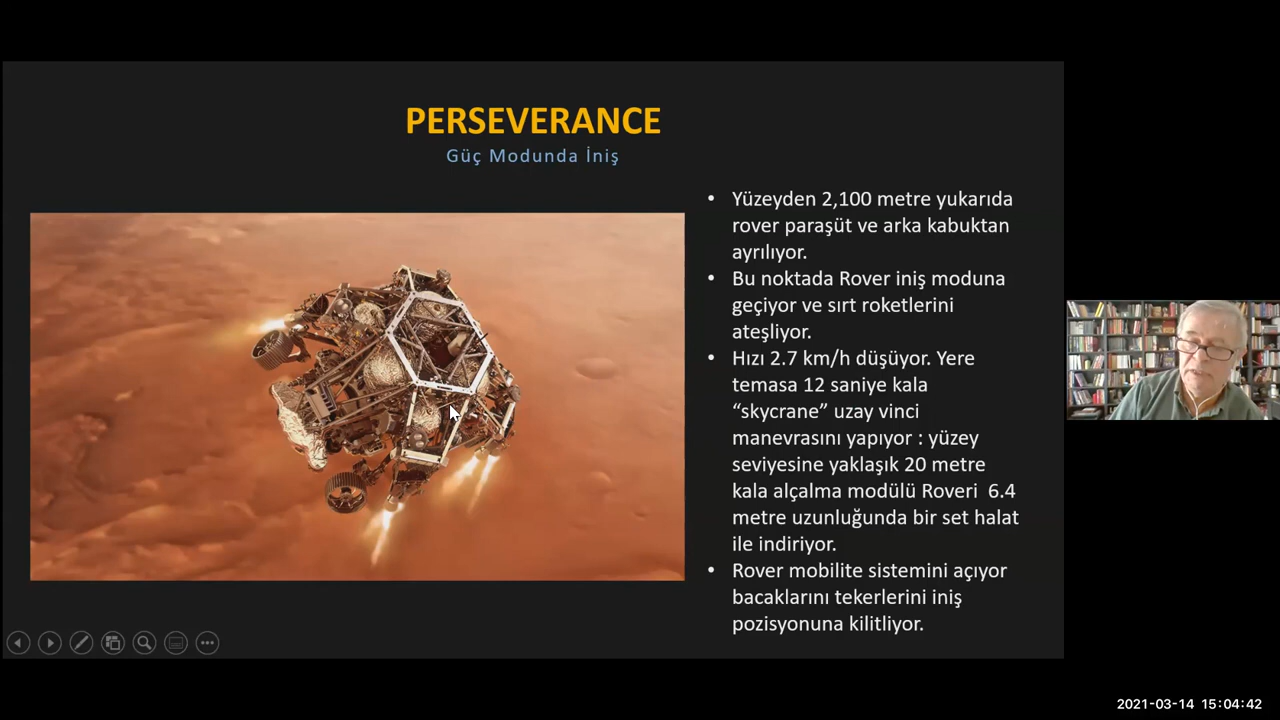 PERSEVERANCE
Güç Modunda İniş
• Yüzeyden 2,100 metre yukarıda
rover paraşüt ve arka kabuktan
ayrılıyor.
• Bu noktada Rover iniş moduna
geçiyor ve sırt roketlerini
ateşliyor.
• Hızı 2.7 km/h düşüyor. Yere
temasa 12 saniye kala
“skycrane” uzay vinci
manevrasını yapıyor : yüzey
seviyesine yaklaşık 20 metre
kala alçalma modülü Roveri  6.4
metre uzunluğunda bir set halat
ile indiriyor.
• Rover mobilite sistemini açıyor
bacaklarını tekerlerini iniş
pozisyonuna kilitliyor.
2021-03-14 15:04:42